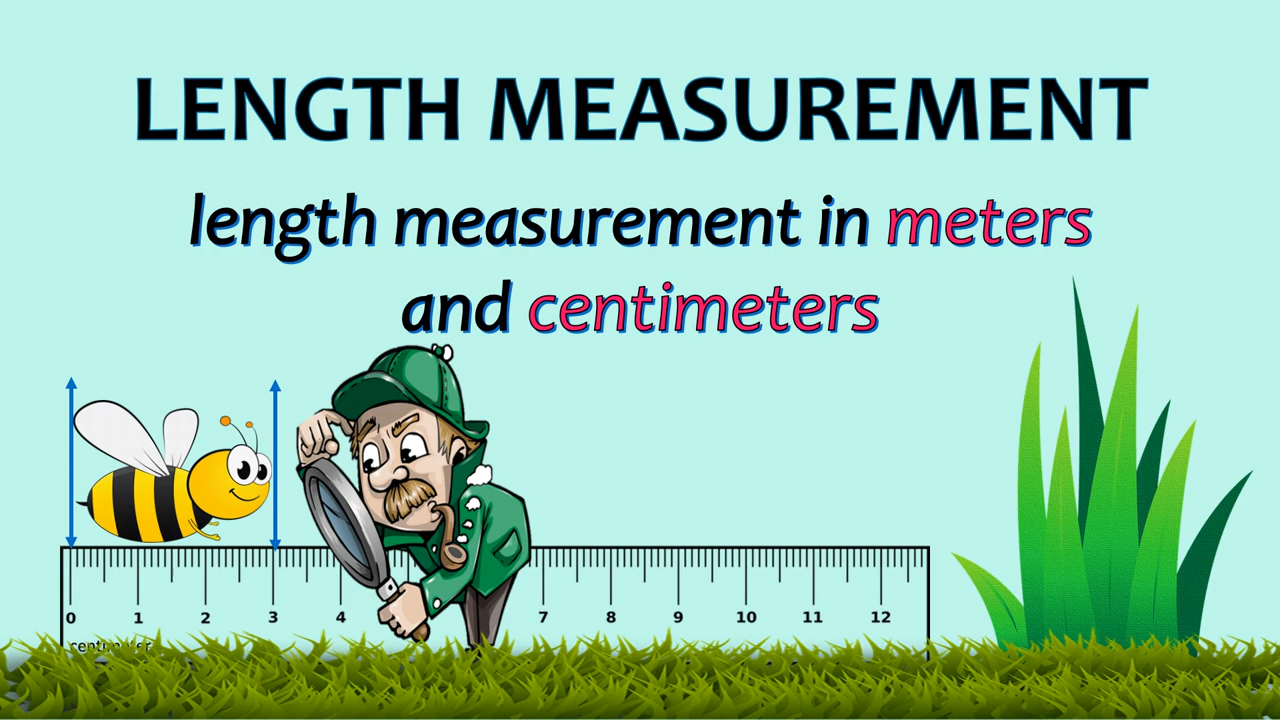 LENGTH MEASUREMENT
length measurement in meters
and centimeters
0 1 2 3 4 7 8 9 10 11 12